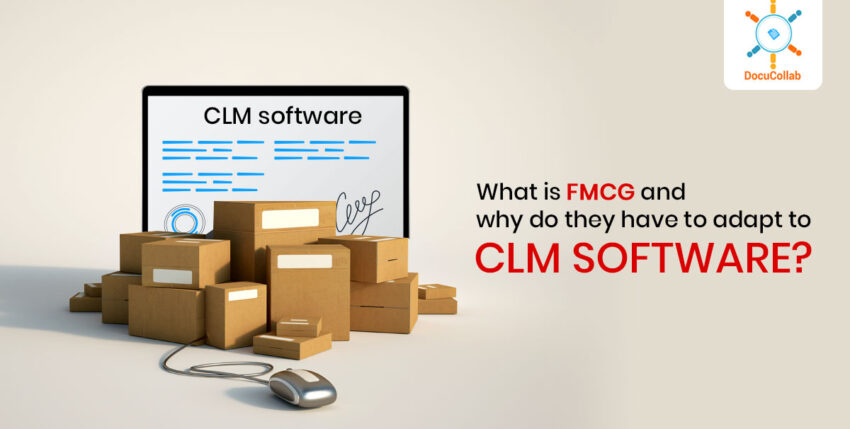 DocuCollab
CLM software
What is FMCG and
why do they have to adapt to
CLM SOFTWARE?